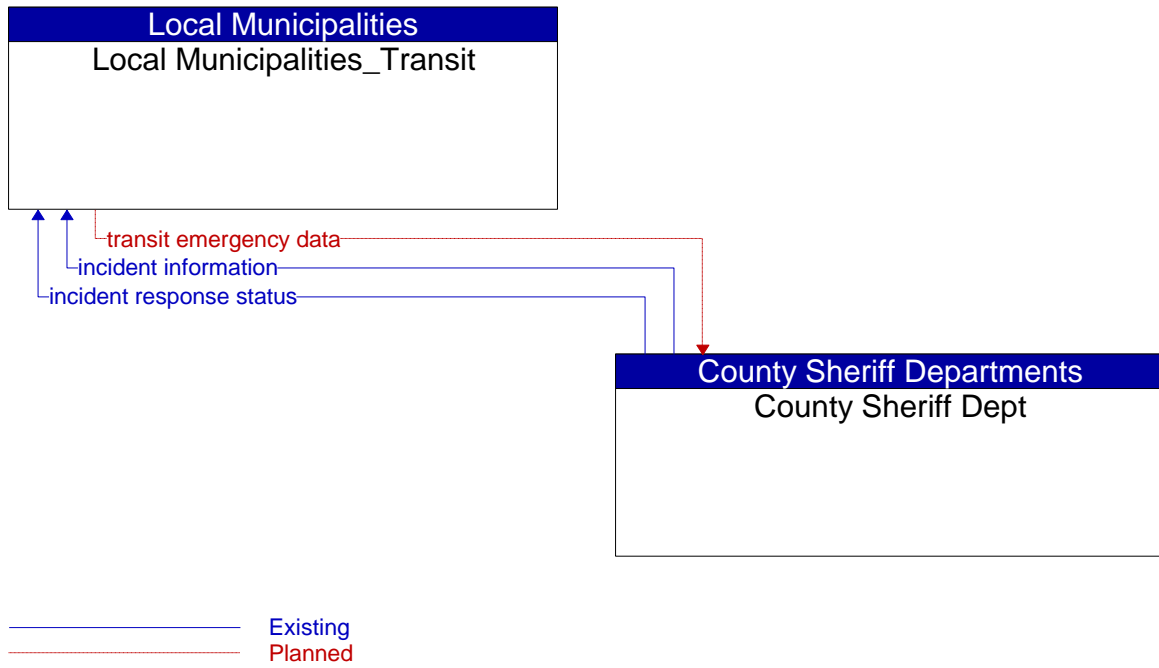 Local Municipalities
Local Municipalities_Transit
transit emergency data
incident information
incident response status
County Sheriff Departments
County Sheriff Dept
Existing
Planned